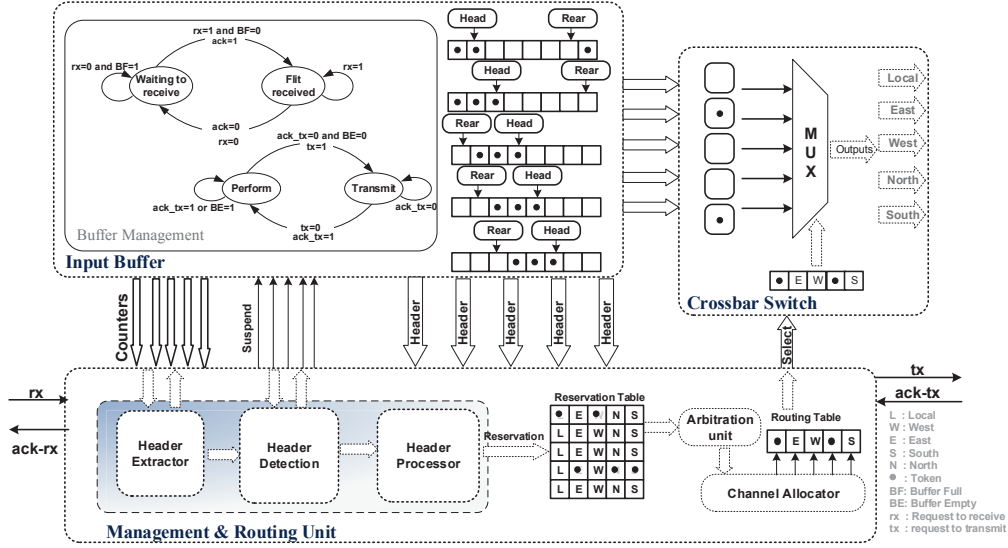 rx=1 and BF=0
ack=1
rx=0 and BF=1
Waiting to
receive
Flit
received
rx=1
ack=0
rx=0
ack_tx=0 and BE=0
tx=1
Perform
Transmit
ack_tx=1 or BE=1
ack_tx=0
tx=0
ack_tx=1
Buffer Management
Input Buffer
Head
Rear
Head
Rear
Rear
Head
Rear
Head
Rear
Head
MUX
Outputs
Local
East
West
North
South
E W S
Crossbar Switch
Counters
Suspend
Header
Header
Header
Header
Header
Select
rx
ack-rx
tx
ack-tx
Header
Extractor
Header
Detection
Header
Processor
Reservation
Reservation Table
E N S
L E W N S
L E W N S
L W N
L E W N S
Arbitration
unit
Routing Table
E W S
Channel Allocator
Management & Routing Unit
L : Local
W : West
E : East
S : South
N : North
● : Token
BF: Buffer Full
BE: Buffer Empty
rx : Request to receive
tx : request to transmit